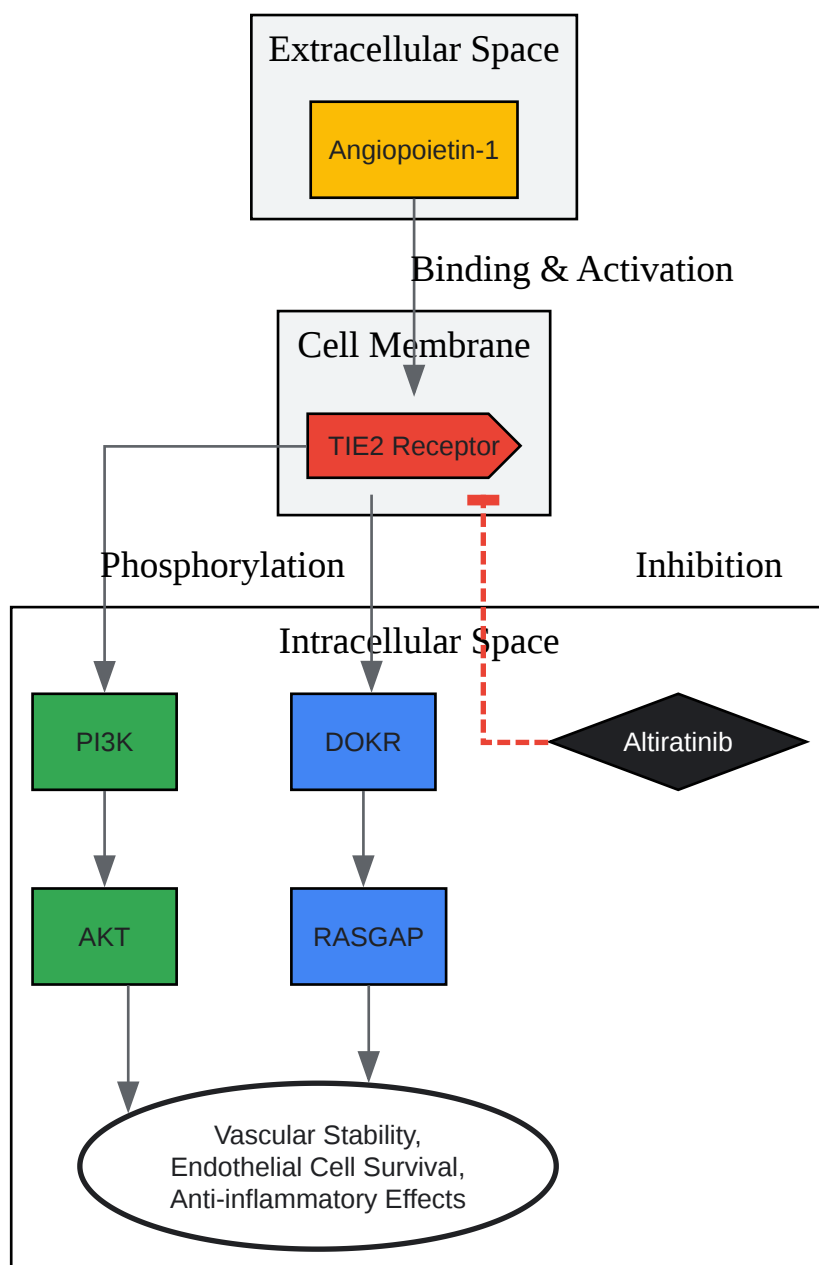 Extracellular Space
Angiopoietin-1
Binding & Activation
Cell Membrane
TIE2 Receptor
Phosphorylation
Inhibition
Intracellular Space
PI3K
DOKR
Altiratinib
AKT
RASGAP
Vascular Stability,
Endothelial Cell Survival,
Anti-inflammatory Effects